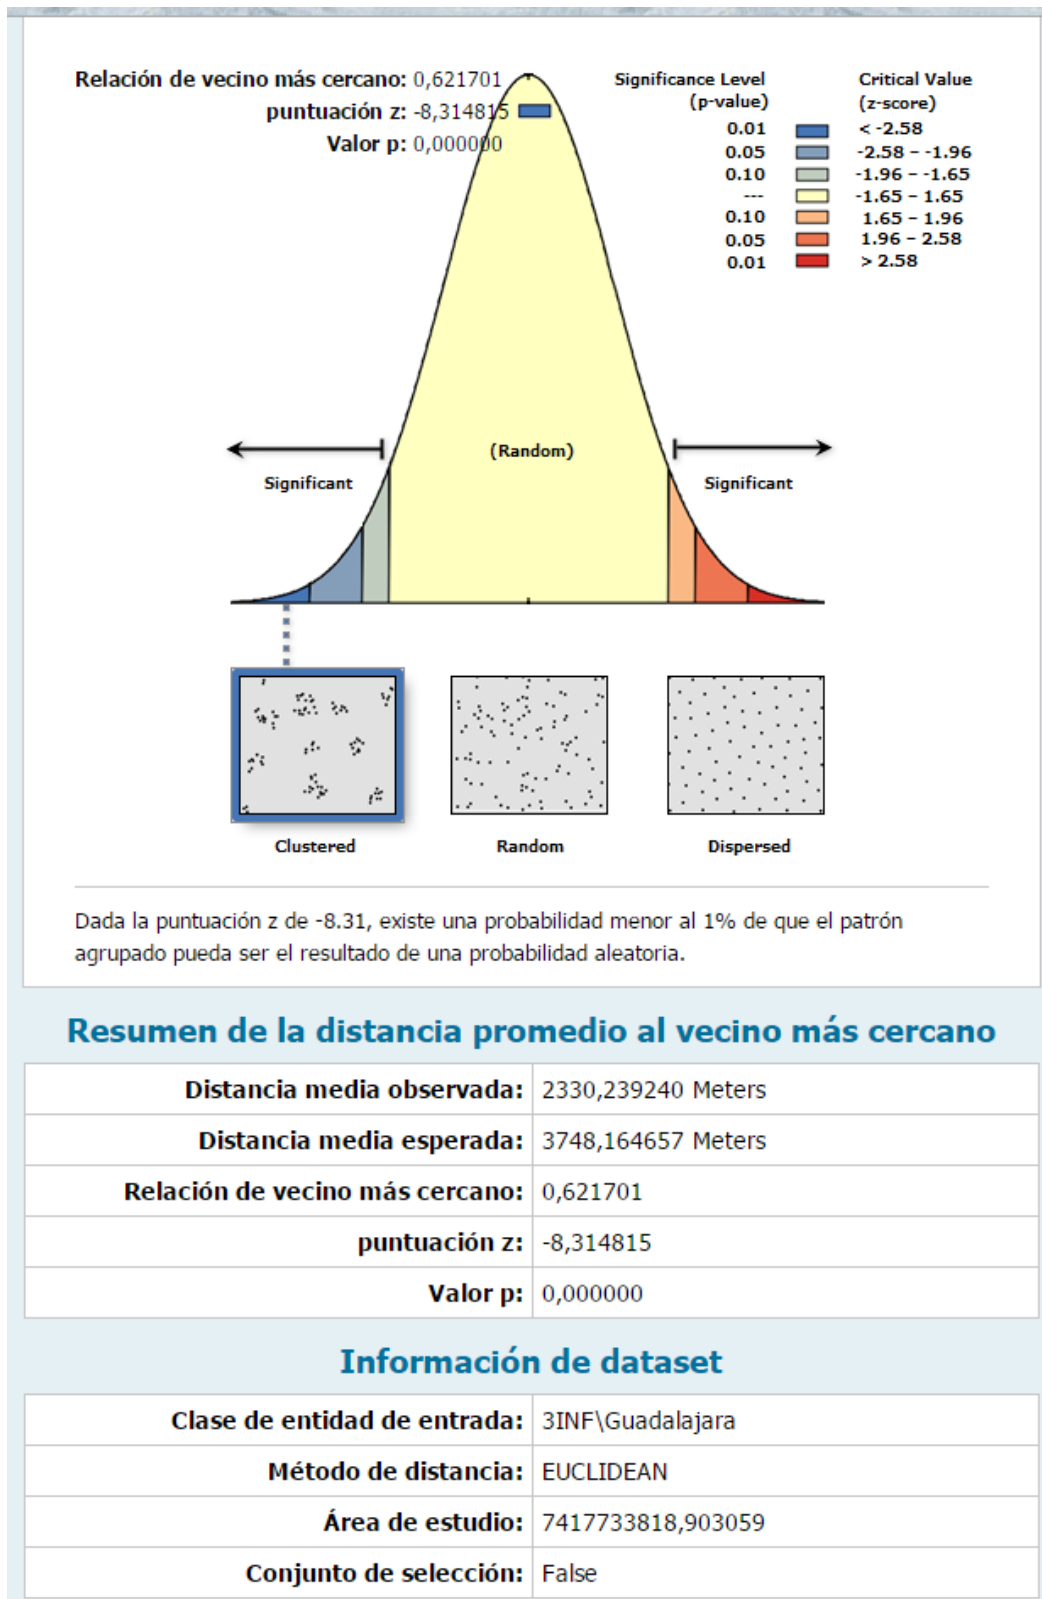 Relación de vecino más cercano: 0,621701
puntuación z: -8,314815
Valor p: 0,000000
Significance Level
(p-value)
Critical Value
(z-score)
0.01 < -2.58
0.05 -2.58 – -1.96
0.10 -1.96 – -1.65
--- -1.65 – 1.65
0.10 1.65 – 1.96
0.05 1.96 – 2.58
0.01 > 2.58
(Random)
Significant
Significant
Clustered
Random
Dispersed
Dada la puntuación z de -8.31, existe una probabilidad menor al 1% de que el patrón
agrupado pueda ser el resultado de una probabilidad aleatoria.
Resumen de la distancia promedio al vecino más cercano
Distancia media observada: 2330,239240 Meters
Distancia media esperada: 3748,164657 Meters
Relación de vecino más cercano: 0,621701
puntuación z: -8,314815
Valor p: 0,000000
Información de dataset
Clase de entidad de entrada: 3INF\Guadalajara
Método de distancia: EUCLIDEAN
Área de estudio: 7417733818,903059
Conjunto de selección: False